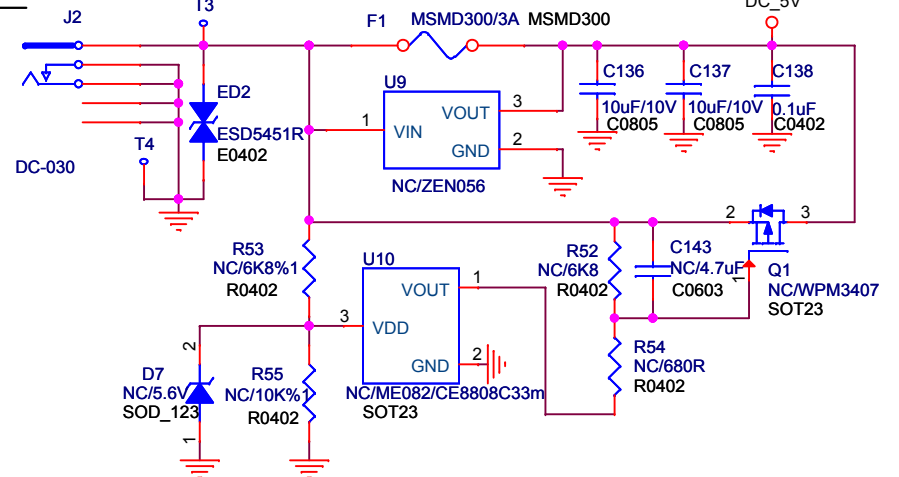 J2
T3
F1
MSMD300/3A
MSMD300
DC_5V
ED2
ESD5451R
E0402
T4
DC-030
U9
1
VIN
VOUT
3
GND
2
NC/ZEN056
C136
10uF/10V
C0805
C137
10uF/10V
C0805
C138
0.1uF
C0402
R53
NC/6K8%1
R0402
U10
VOUT
1
3
VDD
GND
2
NC/ME082/CE8808C33m
SOT23
R52
NC/6K8
R0402
C143
NC/4.7uF
C0603
2
3
1
Q1
NC/WPM3407
SOT23
R54
NC/680R
R0402
2
D7
NC/5.6V
SOD_123
1
R55
NC/10K%1
R0402